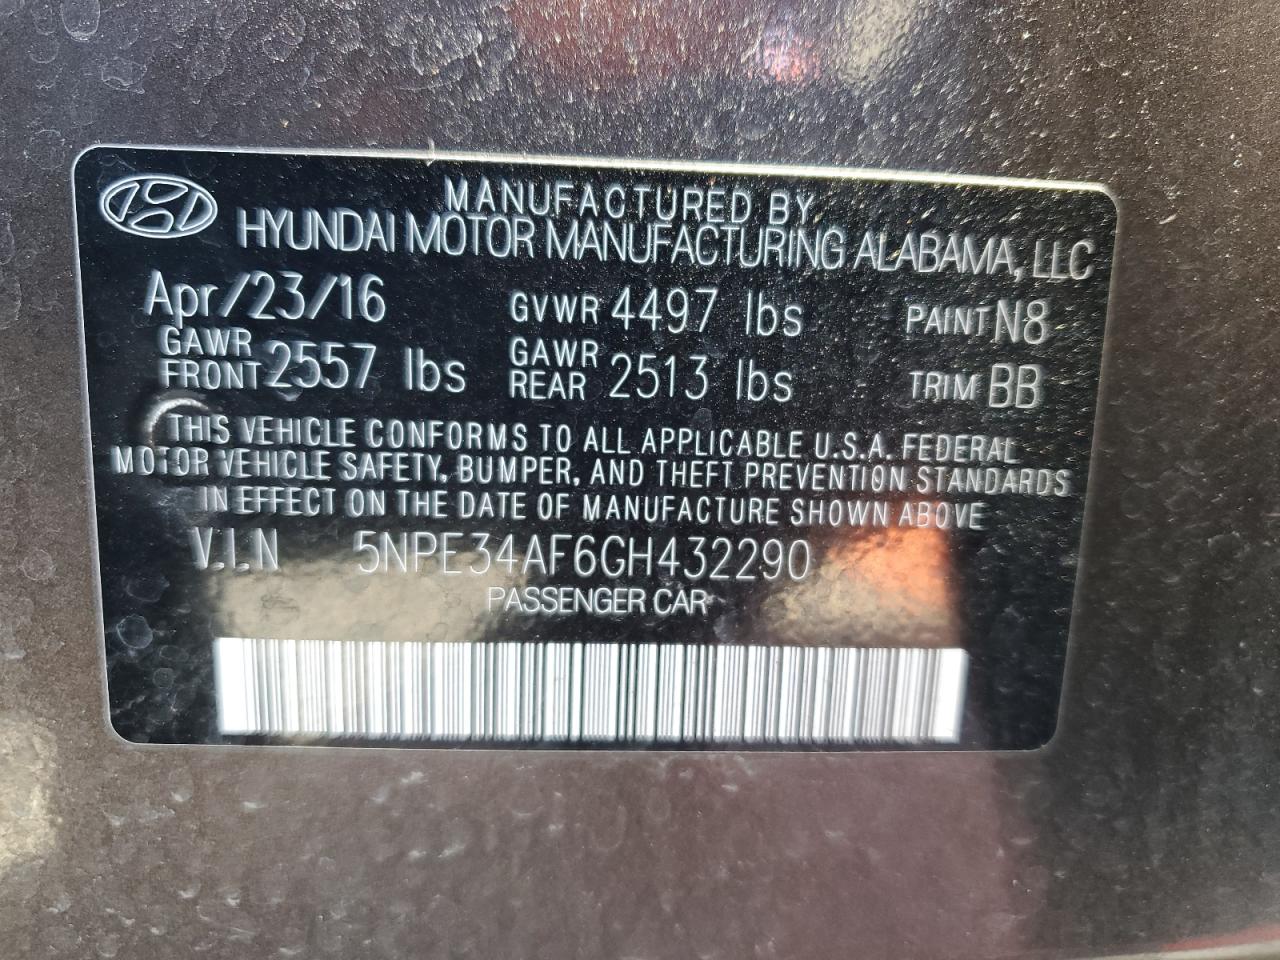 MANUFACTURED BY
HYUNDAI MOTOR MANUFACTURING ALABAMA, LLC
Apr/23/16 GVWR 4497 lbs PAINT N8
GAWR FRONT 2557 lbs GAWR REAR 2513 lbs TRIM BB
THIS VEHICLE CONFORMS TO ALL APPLICABLE U.S.A. FEDERAL
MOTOR VEHICLE SAFETY, BUMPER, AND THEFT PREVENTION STANDARDS
IN EFFECT ON THE DATE OF MANUFACTURE SHOWN ABOVE
V.I.N 5NPE34AF6GH432290
PASSENGER CAR